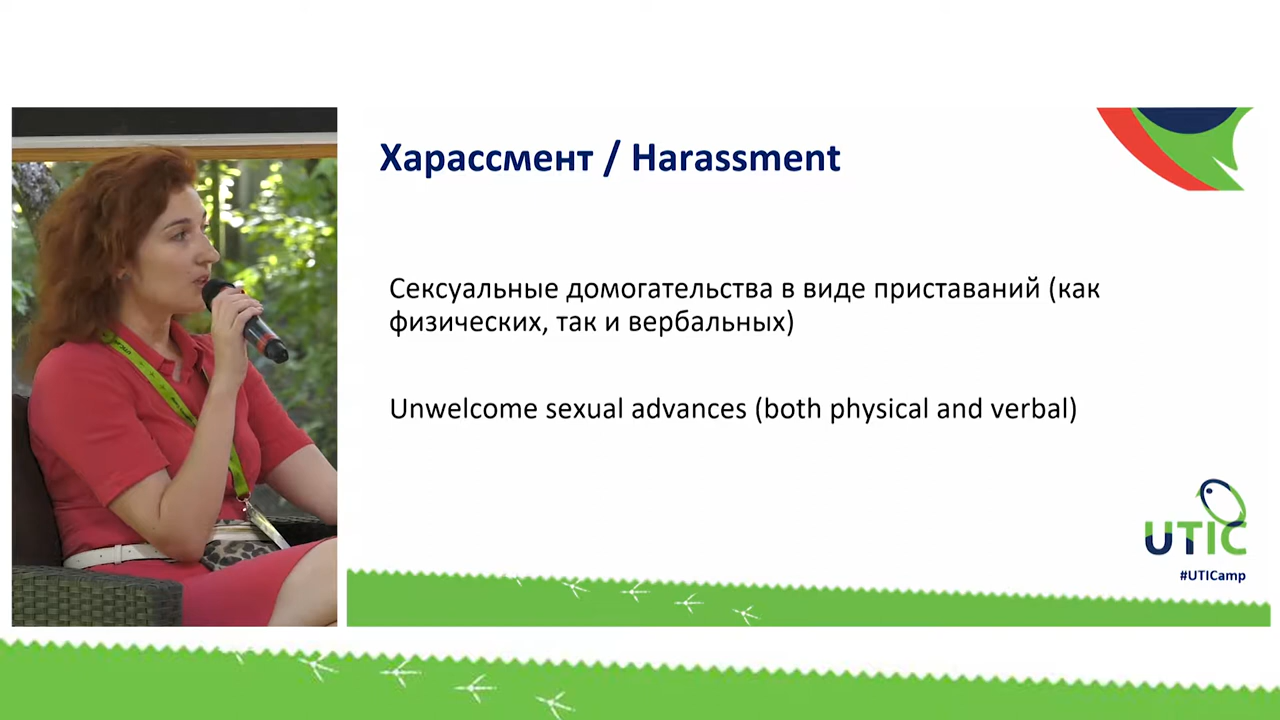 Харассмент / Harassment
Сексуальные домогательства в виде приставаний (как
физических, так и вербальных)
Unwelcome sexual advances (both physical and verbal)
UTIC
#UTICamp